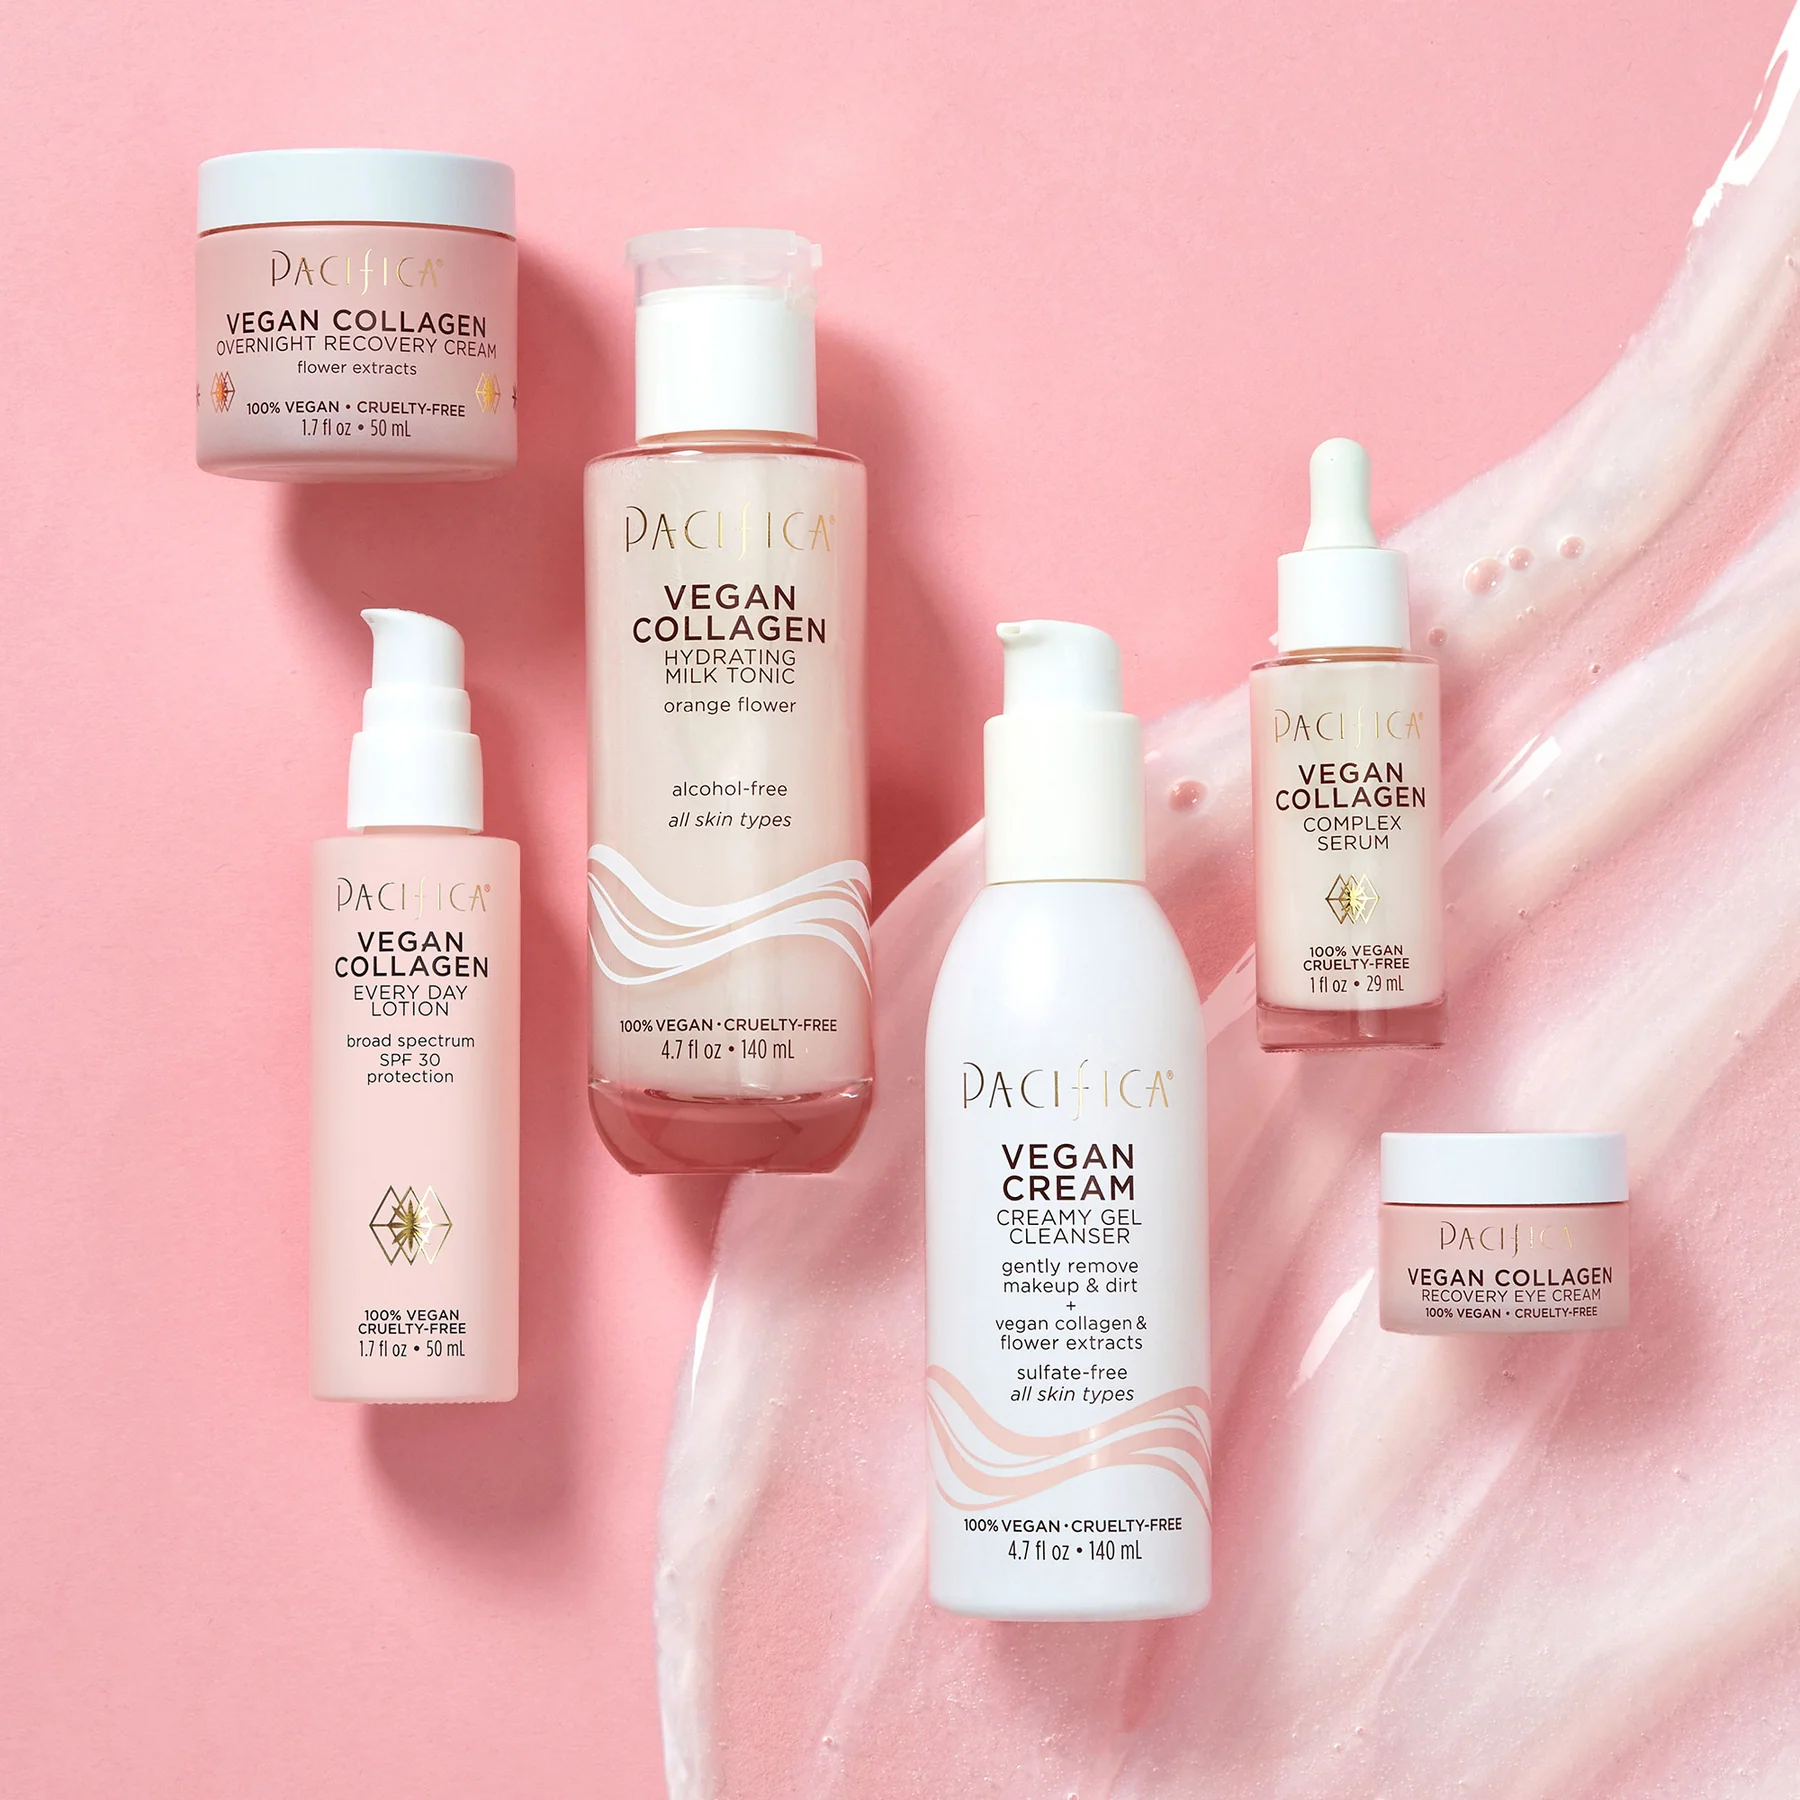 PACIFICA®
VEGAN COLLAGEN
OVERNIGHT RECOVERY CREAM
flower extracts
100% VEGAN • CRUELTY-FREE
1.7 fl oz • 50 mL
PACIFICA®
VEGAN
COLLAGEN
HYDRATING
MILK TONIC
orange flower
alcohol-free
all skin types
100% VEGAN • CRUELTY-FREE
4.7 fl oz • 140 mL
PACIFICA®
VEGAN
COLLAGEN
EVERY DAY
LOTION
broad spectrum
SPF 30
protection
100% VEGAN
CRUELTY-FREE
1.7 fl oz • 50 mL
PACIFICA®
VEGAN
CREAM
CREAMY GEL
CLEANSER
gently remove
makeup & dirt
+
vegan collagen &
flower extracts
sulfate-free
all skin types
100% VEGAN • CRUELTY-FREE
4.7 fl oz • 140 mL
PACIFICA®
VEGAN
COLLAGEN
COMPLEX
SERUM
100% VEGAN
CRUELTY-FREE
1 fl oz • 29 mL
PACIFICA
VEGAN COLLAGEN
RECOVERY EYE CREAM
100% VEGAN • CRUELTY-FREE